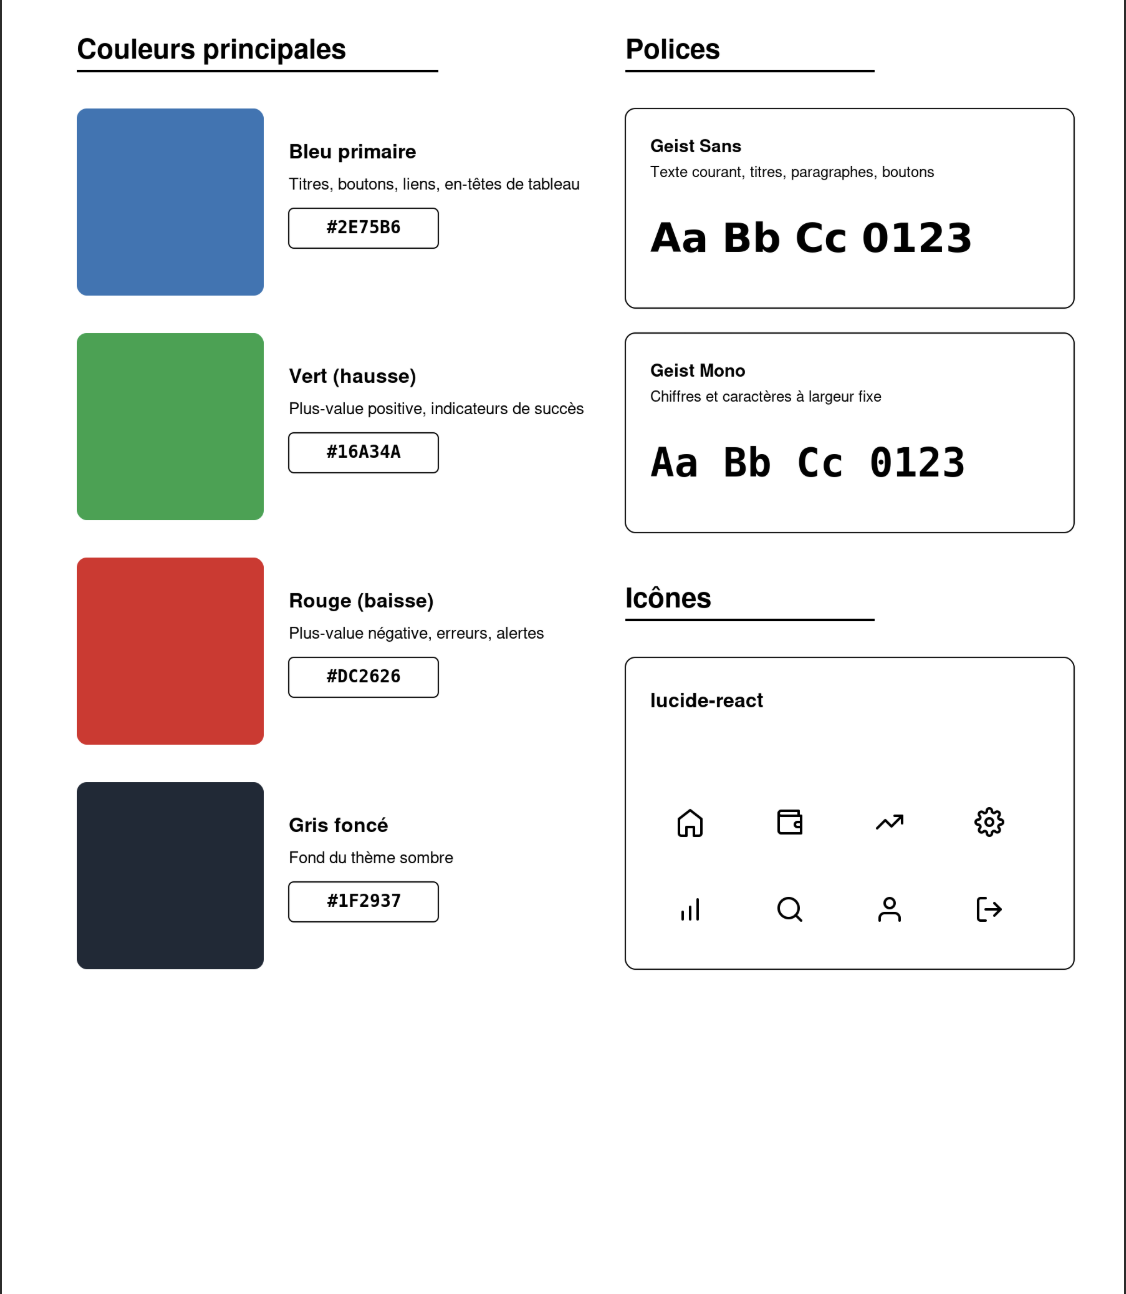 Couleurs principales
Bleu primaire
Titres, boutons, liens, en-têtes de tableau
#2E75B6
Vert (hausse)
Plus-value positive, indicateurs de succès
#16A34A
Rouge (baisse)
Plus-value négative, erreurs, alertes
#DC2626
Gris foncé
Fond du thème sombre
#1F2937
Polices
Geist Sans
Texte courant, titres, paragraphes, boutons
Aa Bb Cc 0123
Geist Mono
Chiffres et caractères à largeur fixe
Aa Bb Cc 0123
Icônes
lucide-react